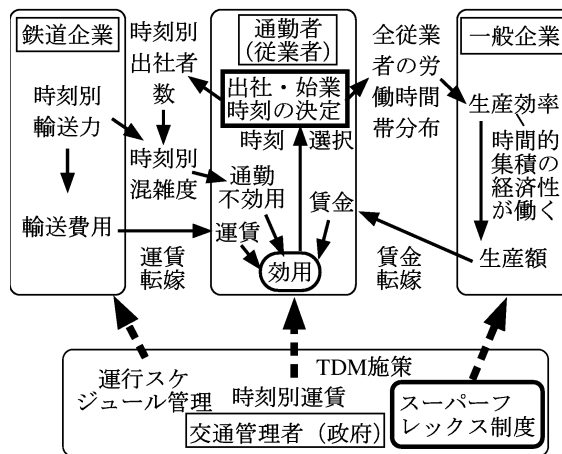 鉄道企業
時刻別
輸送力
輸送費用
時刻別
出社者
数
時刻別
混雑度
運賃
転嫁
通勤者
(従業者)
出社・始業
時刻の決定
時刻
選択
通勤
不効用
運賃
賃金
効用
全従業
者の労
働時間
帯分布
賃金
転嫁
一般企業
生産効率
時間的
集積の
経済性
が働く
生産額
TDM施策
運行スケ
ジュール管理
時刻別運賃
交通管理者（政府）
スーパーフ
レックス制度